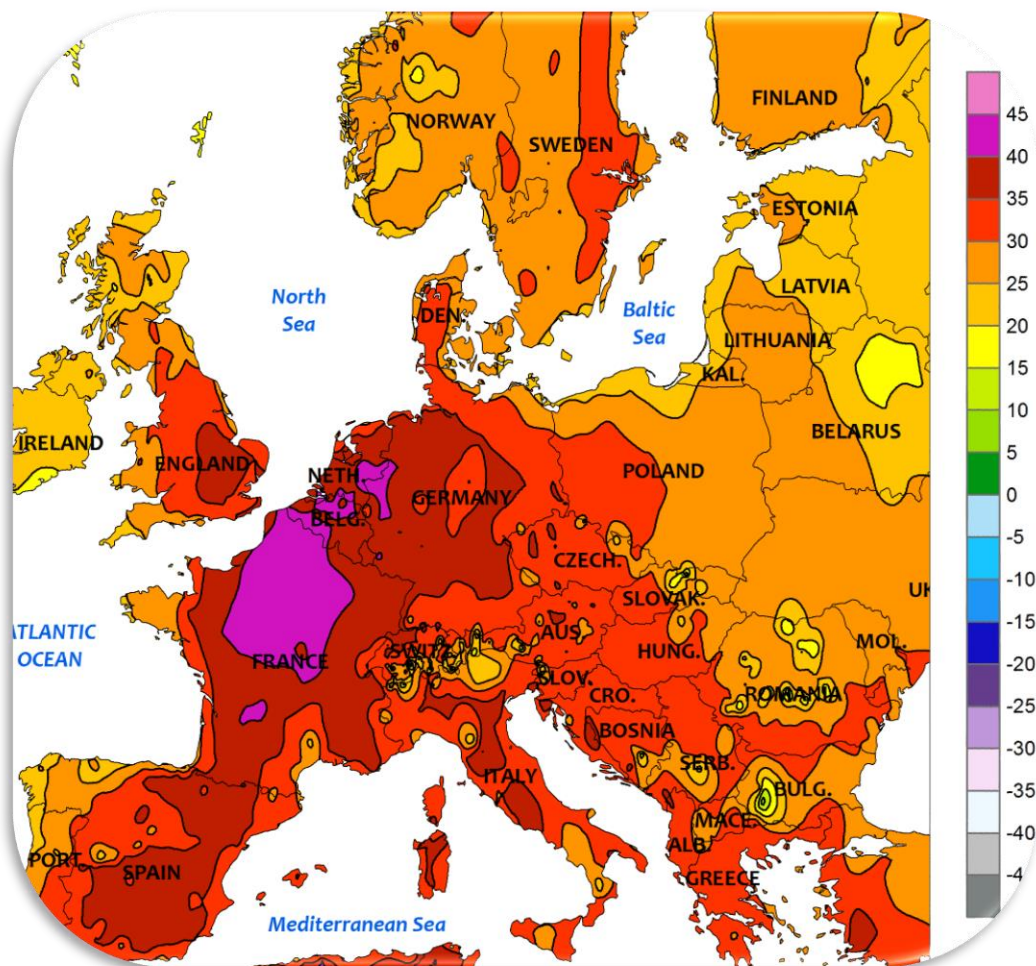 FINLAND
NORWAY
SWEDEN
ESTONIA
North
Sea
Baltic
Sea
LATVIA
DEN.
LITHUANIA
KAL.
BELARUS
IRELAND
ENGLAND
NETH.
GERMANY
POLAND
BELG.
CZECH.
UK
SLOVAK.
ATLANTIC
OCEAN
FRANCE
SWITZ.
AUS.
HUNG.
MOL.
SLOV.
CRO.
ROMANIA
BOSNIA
SERB.
ITALY
BULG.
MACE.
ALB.
PORT.
SPAIN
GREECE
Mediterranean Sea
45
40
35
30
25
20
15
10
5
0
-5
-10
-15
-20
-25
-30
-35
-40
-4